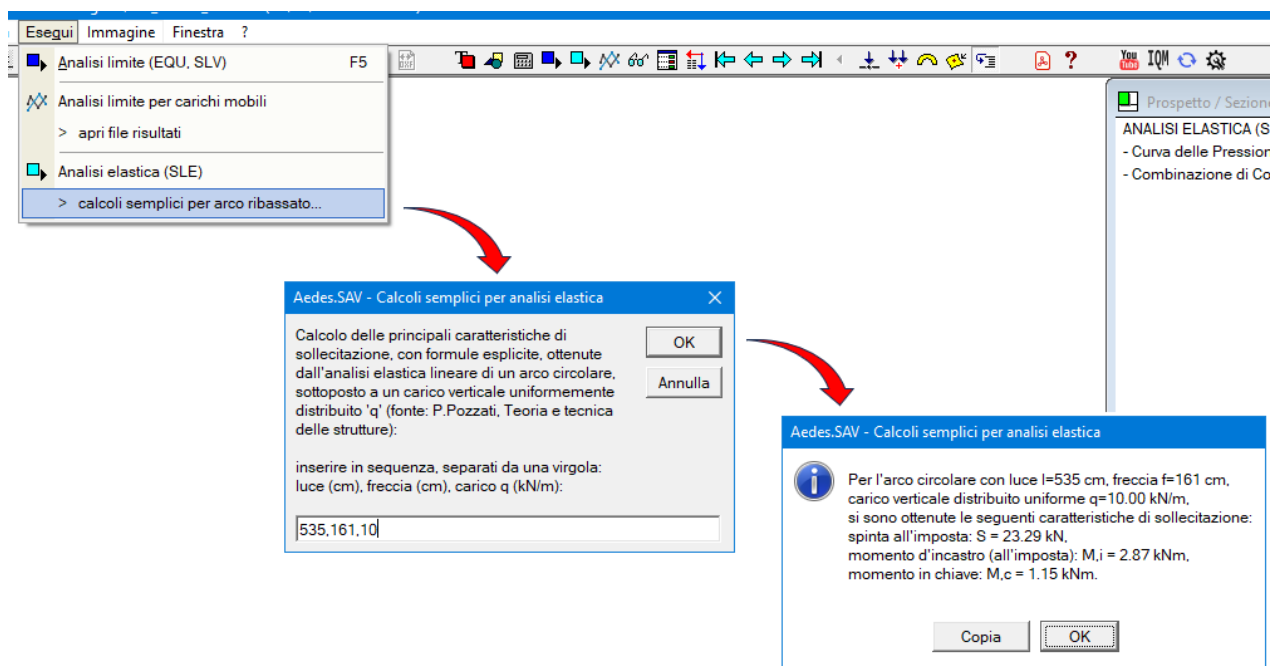 Esegui Immagine Finestra ?
Analisi limite (EQU, SLV) F5
Analisi limite per carichi mobili
> apri file risultati
Analisi elastica (SLE)
> calcoli semplici per arco ribassato...
DXF
You Tube IQM
?
Prospetto / Sezion
ANALISI ELASTICA (S
- Curva delle Pression
- Combinazione di Co
Aedes.SAV - Calcoli semplici per analisi elastica
Calcolo delle principali caratteristiche di
sollecitazione, con formule esplicite, ottenute
dall'analisi elastica lineare di un arco circolare,
sottoposto a un carico verticale uniformemente
distribuito 'q' (fonte: P.Pozzati, Teoria e tecnica
delle strutture):
inserire in sequenza, separati da una virgola:
luce (cm), freccia (cm), carico q (kN/m):
535,161,10
OK
Annulla
Aedes.SAV - Calcoli semplici per analisi elastica
Per l'arco circolare con luce l=535 cm, freccia f=161 cm,
carico verticale distribuito uniforme q=10.00 kN/m,
si sono ottenute le seguenti caratteristiche di sollecitazione:
spinta all'imposta: S = 23.29 kN,
momento d'incastro (all'imposta): M,i = 2.87 kNm,
momento in chiave: M,c = 1.15 kNm.
Copia OK